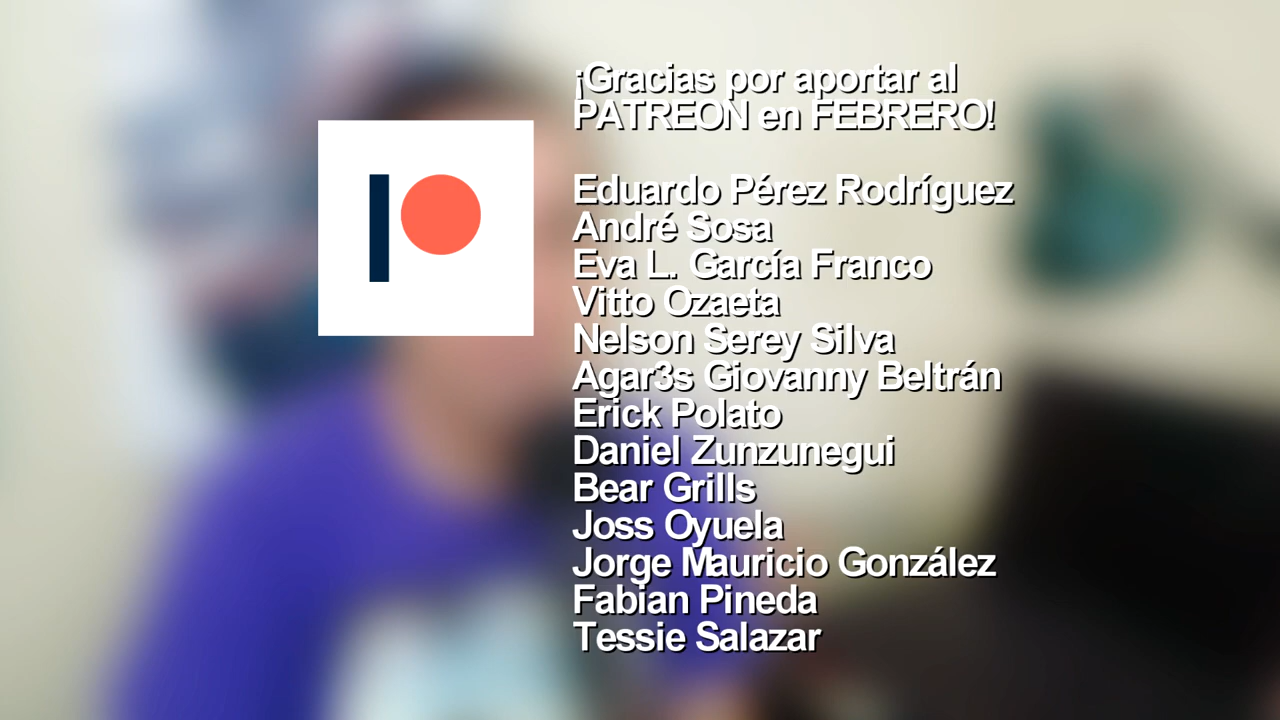 ¡Gracias por aportar al
PATREON en FEBRERO!
Eduardo Pérez Rodríguez
André Sosa
Eva L. García Franco
Vitto Ozaeta
Nelson Serey Silva
Agar3s Giovanny Beltrán
Erick Polato
Daniel Zunzunegui
Bear Grills
Joss Oyuela
Jorge Mauricio González
Fabian Pineda
Tessie Salazar